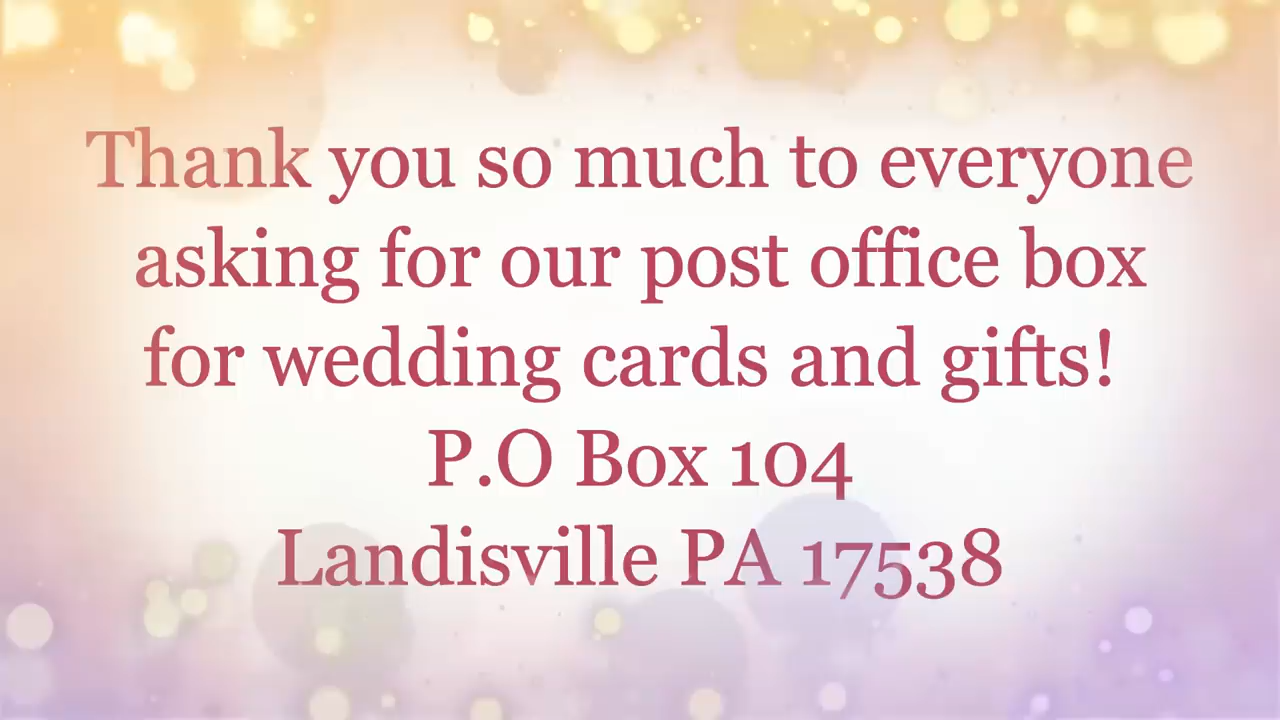 Thank you so much to everyone
asking for our post office box
for wedding cards and gifts!
P.O Box 104
Landisville PA 17538